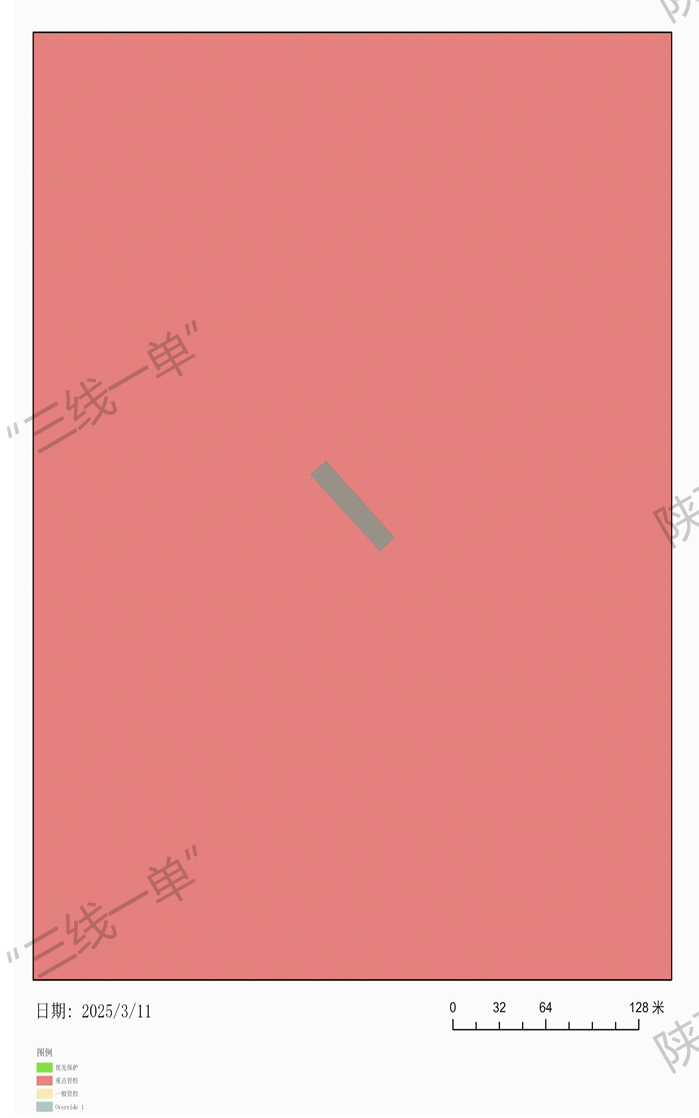 陕
“三线一单”
陕
“三线一单”
日期: 2025/3/11
0 32 64 128 米
陕
图例
优先保护
重点管控
一般管控
Override 1